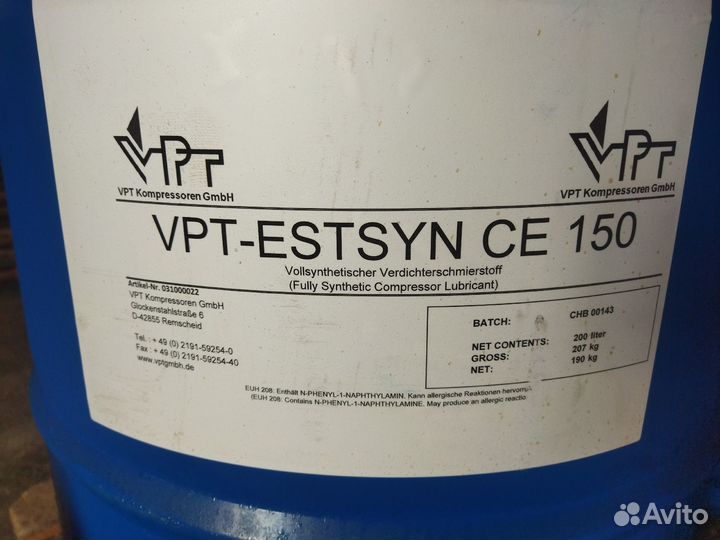 VPT
VPT Kompressoren GmbH
VPT
VPT Kompressoren GmbH
VPT-ESTSYN CE 150
Vollsynthetischer Verdichterschmierstoff
(Fully Synthetic Compressor Lubricant)
Artikel-Nr. 031000022
VPT Kompressoren GmbH
Glockenstahlstraße 6
D-42855 Remscheid
Tel. : + 49 (0) 2191-59254-0
Fax : + 49 (0) 2191-59254-40
www.vptgmbh.de
BATCH: CHB 00143
NET CONTENTS: 200 liter
GROSS: 207 kg
NET: 190 kg
EUH 208: Enthält N-PHENYL-1-NAPHTHYLAMIN. Kann allergische Reaktionen
(EUH 208: Contains N-PHENYL-1-NAPHTHYLAMINE. May produce an allergic
Avito